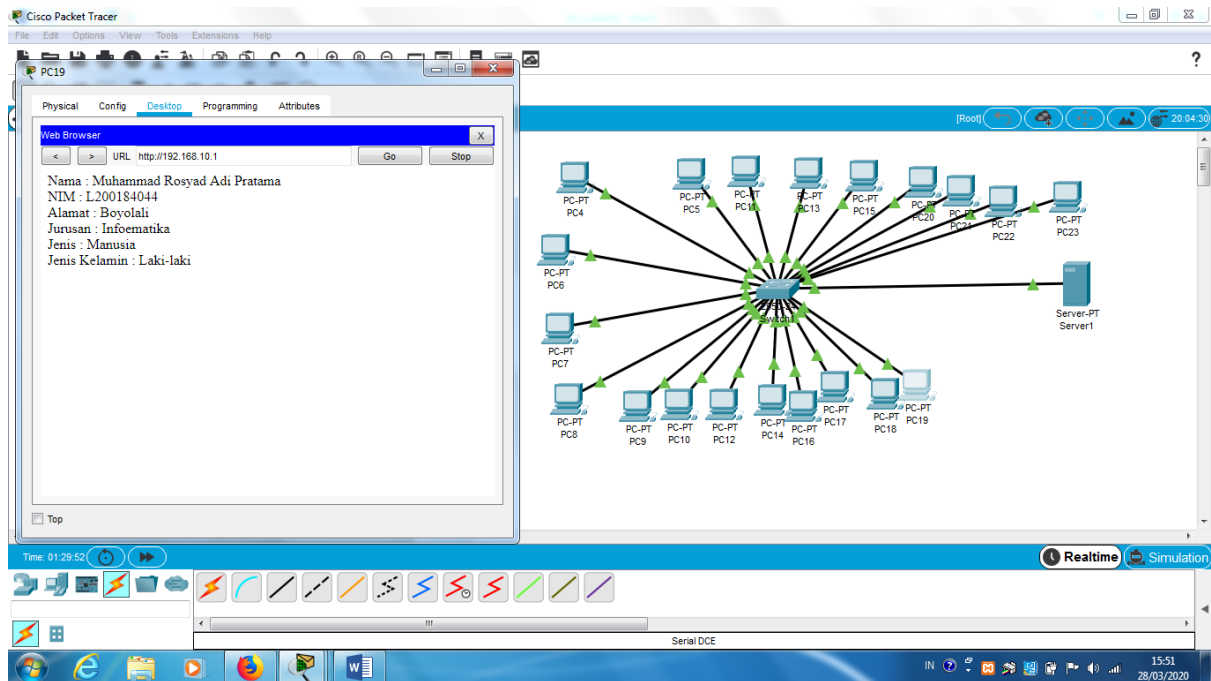 Cisco Packet Tracer
File Edit Options View Tools Extensions Help
?
PC19
Physical Config Desktop Programming Attributes
Web Browser
X
< > URL http://192.168.10.1 Go Stop
Nama : Muhammad Rosyad Adi Pratama
NIM : L200184044
Alamat : Boyolali
Jurusan : Infoematika
Jenis : Manusia
Jenis Kelamin : Laki-laki
Top
[Root] 20:04:30
PC-PT
PC4
PC-PT
PC5
PC-PT
PC11
PC-PT
PC13
PC-PT
PC15
PC-PT
PC20
PC-PT
PC21
PC-PT
PC22
PC-PT
PC23
PC-PT
PC6
Switch1
Server-PT
Server1
PC-PT
PC7
PC-PT
PC8
PC-PT
PC9
PC-PT
PC10
PC-PT
PC12
PC-PT
PC14
PC-PT
PC16
PC-PT
PC17
PC-PT
PC18
PC-PT
PC19
Time: 01:29:52
Realtime Simulation
Serial DCE
IN
15:51
28/03/2020